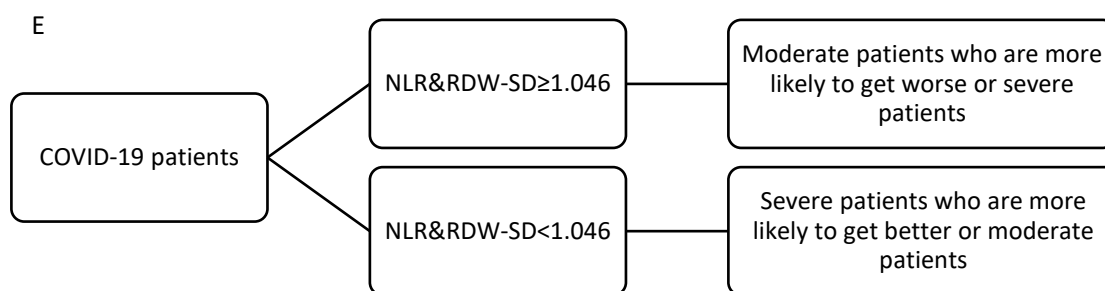 E
COVID-19 patients
NLR&RDW-SD≥1.046
Moderate patients who are more
likely to get worse or severe
patients
NLR&RDW-SD<1.046
Severe patients who are more
likely to get better or moderate
patients